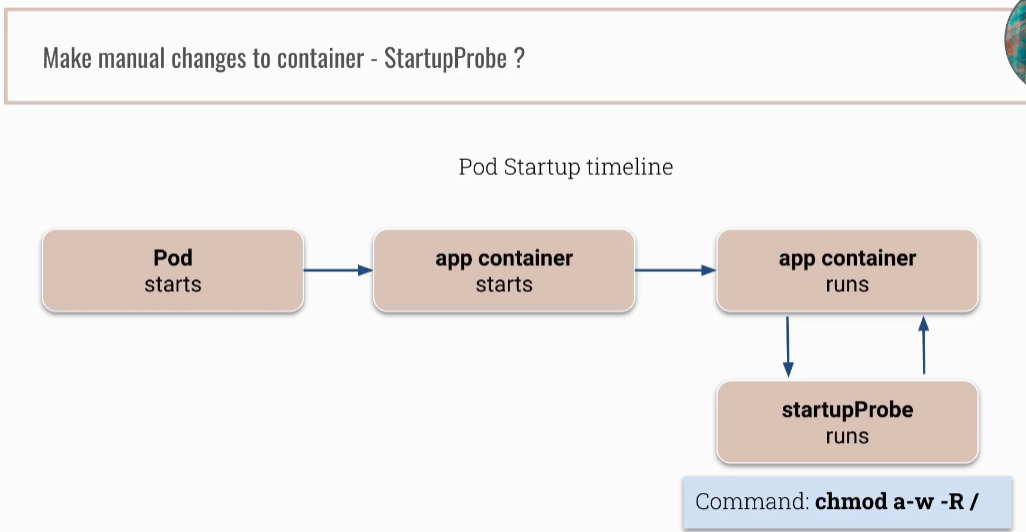 Make manual changes to container - StartupProbe ?
Pod Startup timeline
Pod
starts
app container
starts
app container
runs
startupProbe
runs
Command: chmod a-w -R /